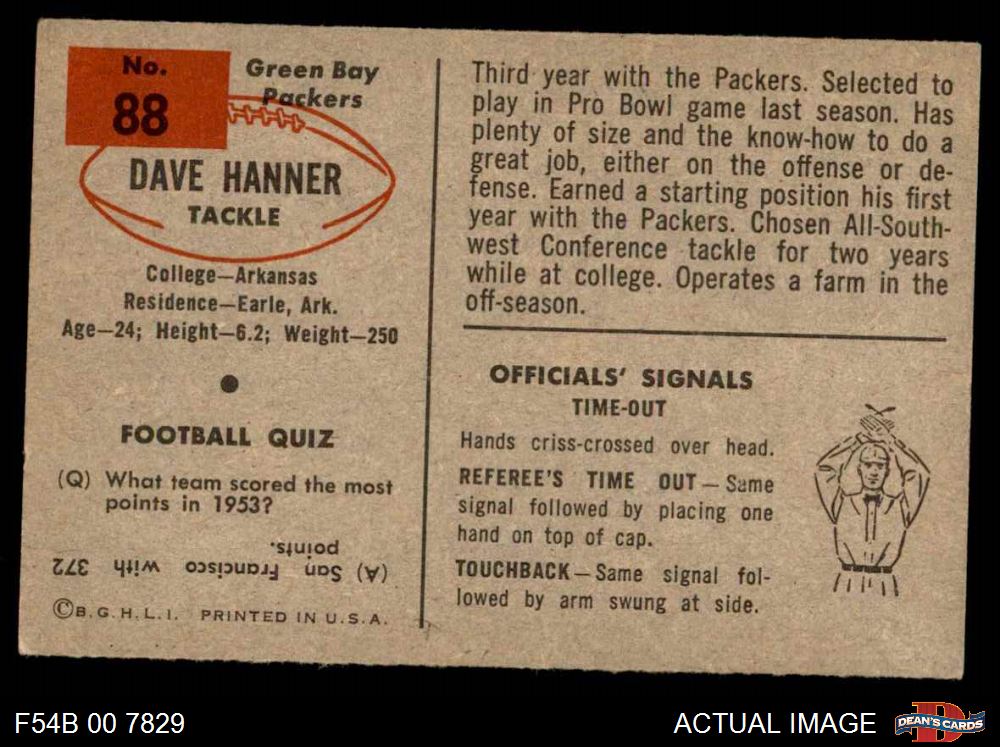 No.
88
Green Bay
Packers
DAVE HANNER
TACKLE
College—Arkansas
Residence—Earle, Ark.
Age—24; Height—6.2; Weight—250
FOOTBALL QUIZ
(Q) What team scored the most
points in 1953?
(A) San Francisco with 372
points.
©B.G.H.L.I. PRINTED IN U.S.A.
Third year with the Packers. Selected to
play in Pro Bowl game last season. Has
plenty of size and the know-how to do a
great job, either on the offense or de-
fense. Earned a starting position his first
year with the Packers. Chosen All-South-
west Conference tackle for two years
while at college. Operates a farm in the
off-season.
OFFICIALS' SIGNALS
TIME-OUT
Hands criss-crossed over head.
REFEREE'S TIME OUT—Same
signal followed by placing one
hand on top of cap.
TOUCHBACK—Same signal fol-
lowed by arm swung at side.
F54B 00 7829
ACTUAL IMAGE
DEAN'S CARDS